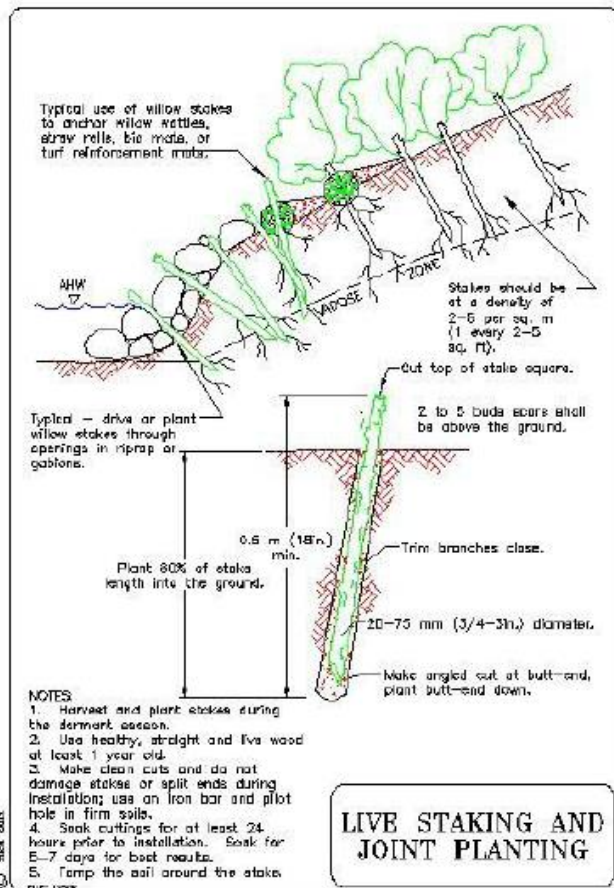 Typical use of willow stakes
to anchor willow wattles,
straw rolls, bio mats, or
turf reinforcement mats.
AHW
VADOSE ZONE
Stakes should be
at a density of
2-5 per sq. m
(1 every 2-5
sq. ft).
Typical - drive or plant
willow stakes through
openings in riprap or
gabions.
Cut top of stake square.
2 to 5 buds scars shall
be above the ground.
0.5 m (18in.)
min.
Plant 80% of stake
length into the ground.
Trim branches close.
20-75 mm (3/4-3in.) diameter.
Make angled cut at butt-end,
plant butt-end down.
NOTES
1. Harvest and plant stakes during
the dormant season.
2. Use healthy, straight and live wood
at least 1 year old.
3. Make clean cuts and do not
damage stakes or split ends during
installation; use an iron bar and pilot
hole in firm soils.
4. Soak cuttings for at least 24
hours prior to installation. Soak for
5-7 days for best results.
5. Tamp the soil around the stake.
LIVE STAKING AND
JOINT PLANTING